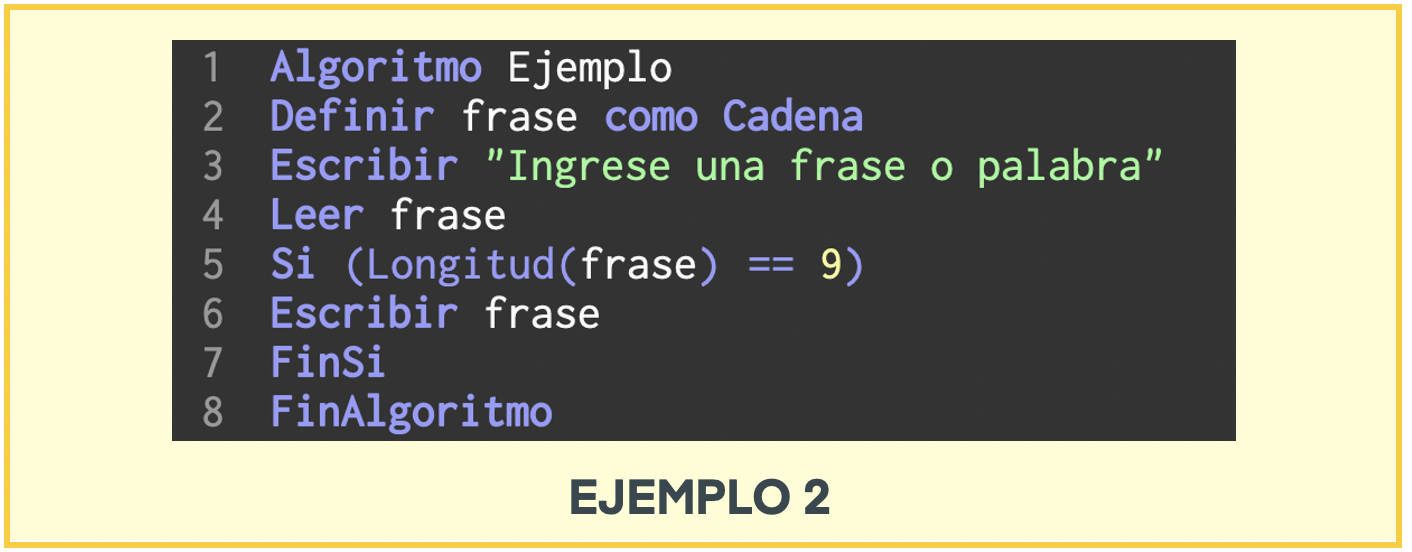 1 Algoritmo Ejemplo
2 Definir frase como Cadena
3 Escribir "Ingrese una frase o palabra"
4 Leer frase
5 Si (Longitud(frase) == 9)
6 Escribir frase
7 FinSi
8 FinAlgoritmo
EJEMPLO 2